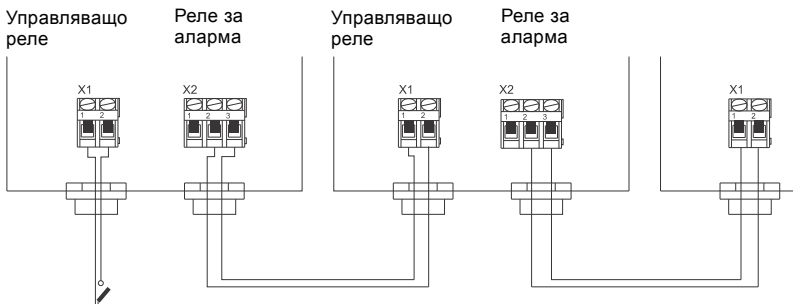 Управляващо
реле
Реле за
аларма
Управляващо
реле
Реле за
аларма
X1
1 2
X2
1 2 3
X1
1 2
X2
1 2 3
X1
1 2